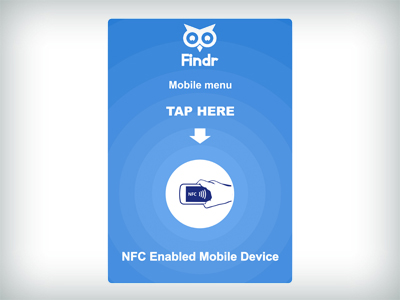 Findr
Mobile menu
TAP HERE
NFC
NFC Enabled Mobile Device